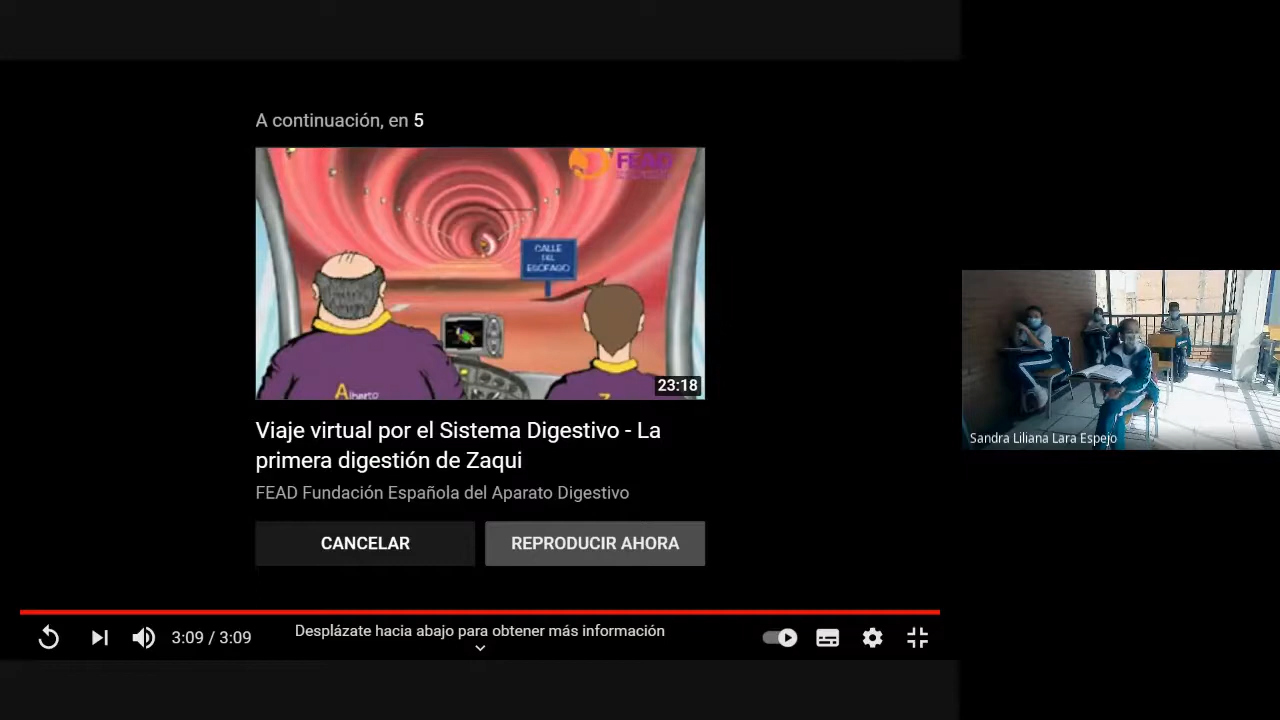 A continuación, en 5
FEAD
CALLE
DEL
ESÓFAGO
Alberto
Z
23:18
Viaje virtual por el Sistema Digestivo - La
primera digestión de Zaqui
FEAD Fundación Española del Aparato Digestivo
CANCELAR
REPRODUCIR AHORA
3:09 / 3:09
Desplázate hacia abajo para obtener más información
Sandra Liliana Lara Espejo